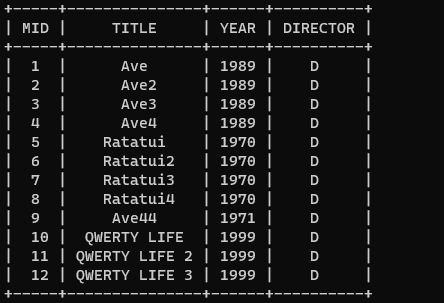 +-----+---------------+------+----------+
| MID |     TITLE     | YEAR | DIRECTOR |
+-----+---------------+------+----------+
|  1  |      Ave      | 1989 |    D     |
|  2  |      Ave2     | 1989 |    D     |
|  3  |      Ave3     | 1989 |    D     |
|  4  |      Ave4     | 1989 |    D     |
|  5  |    Ratatui    | 1970 |    D     |
|  6  |    Ratatui2   | 1970 |    D     |
|  7  |    Ratatui3   | 1970 |    D     |
|  8  |    Ratatui4   | 1970 |    D     |
|  9  |     Ave44     | 1971 |    D     |
|  10 |  QWERTY LIFE  | 1999 |    D     |
|  11 | QWERTY LIFE 2 | 1999 |    D     |
|  12 | QWERTY LIFE 3 | 1999 |    D     |
+-----+---------------+------+----------+